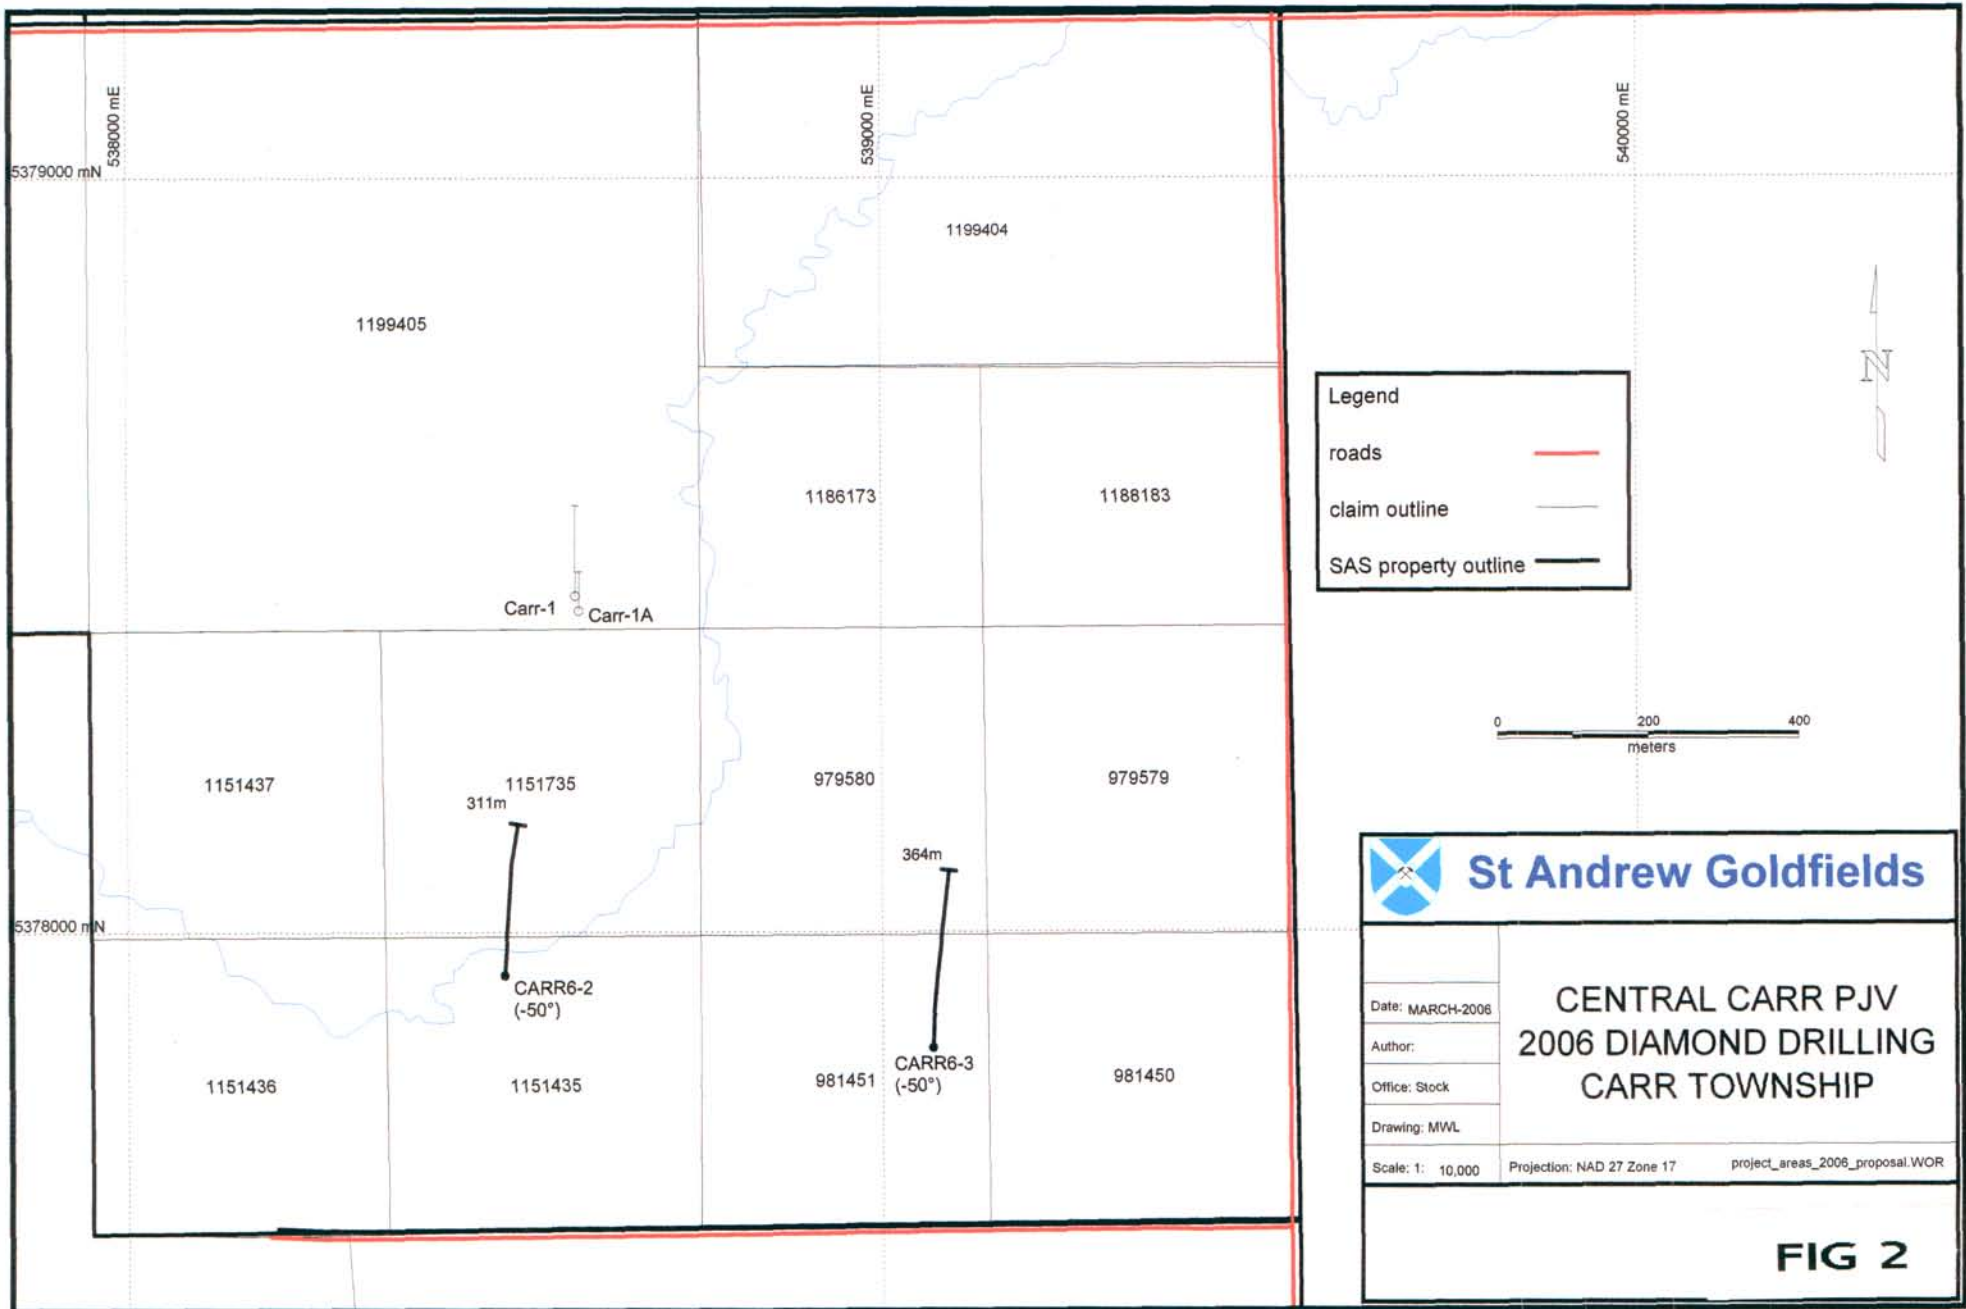 538000 mE
539000 mE
540000 mE
5379000 mN
1199404
1199405
Legend
roads
claim outline
SAS property outline
N
1186173
1188183
Carr-1
Carr-1A
0 200 400
meters
1151437
1151735
979580
979579
311m
364m
5378000 mN
CARR6-2
(-50°)
CARR6-3
(-50°)
1151436
1151435
981451
981450
St Andrew Goldfields
Date: MARCH-2006
Author:
Office: Stock
Drawing: MWL
Scale: 1: 10,000
CENTRAL CARR PJV
2006 DIAMOND DRILLING
CARR TOWNSHIP
Projection: NAD 27 Zone 17
project_areas_2006_proposal.WOR
FIG 2